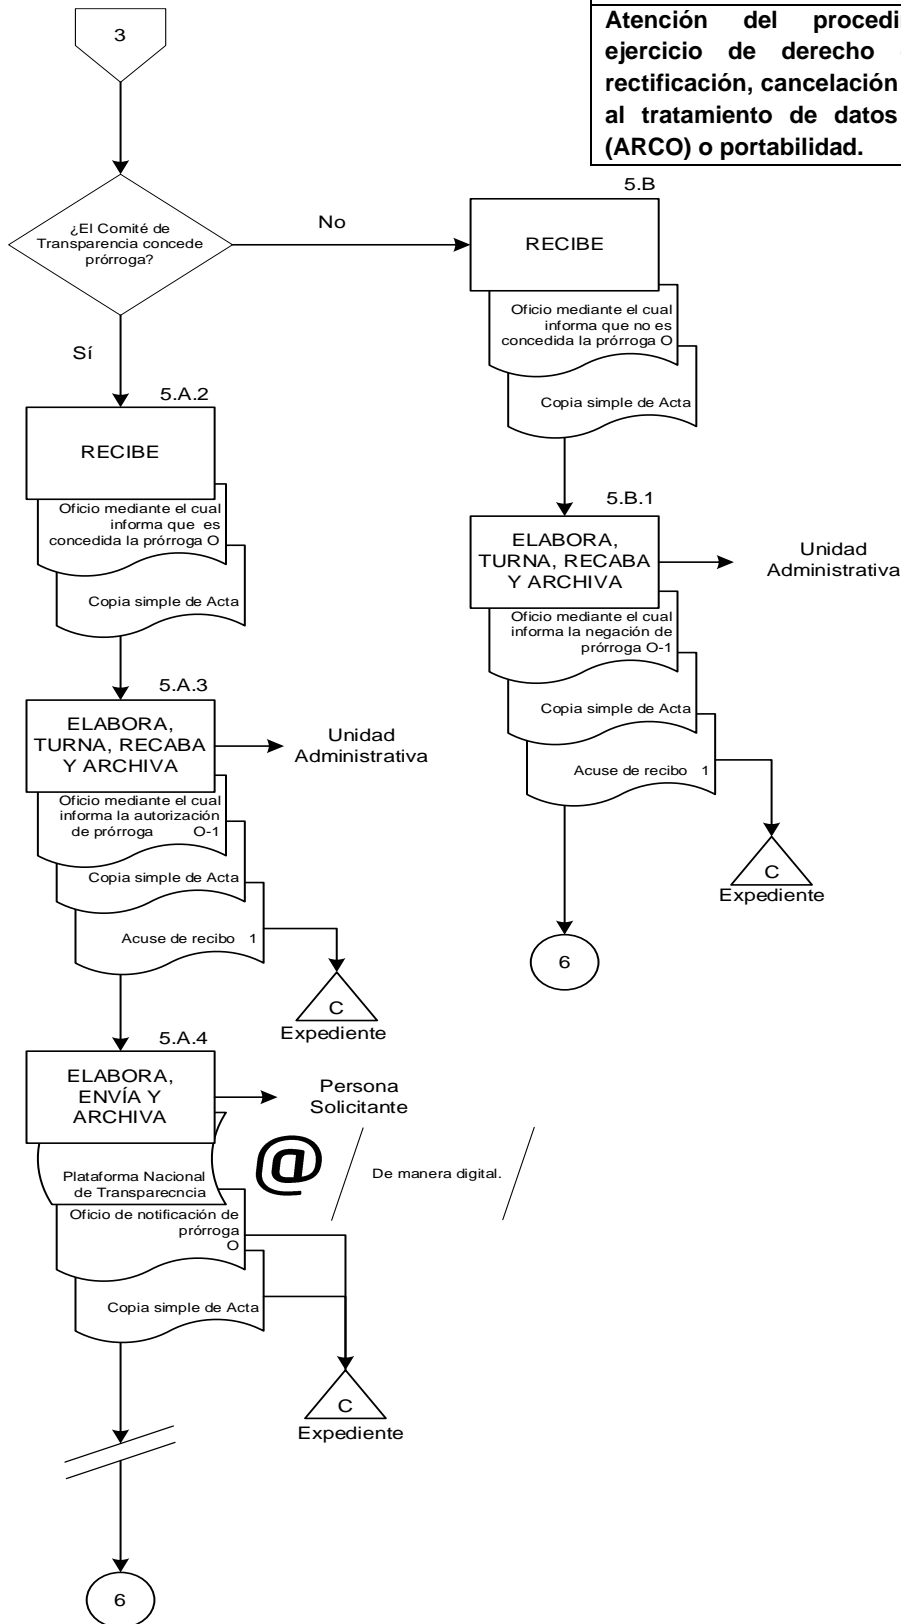 3
Atención del procedi
ejercicio de derecho
rectificación, cancelación
al tratamiento de datos
(ARCO) o portabilidad.
¿El Comité de
Transparencia concede
prórroga?
No
Sí
5.B
RECIBE
Oficio mediante el cual
informa que no es
concedida la prórroga O
Copia simple de Acta
5.B.1
ELABORA,
TURNA, RECABA
Y ARCHIVA
Unidad
Administrativa
Oficio mediante el cual
informa la negación de
prórroga O-1
Copia simple de Acta
Acuse de recibo 1
C
Expediente
6
5.A.2
RECIBE
Oficio mediante el cual
informa que es
concedida la prórroga O
Copia simple de Acta
5.A.3
ELABORA,
TURNA, RECABA
Y ARCHIVA
Unidad
Administrativa
Oficio mediante el cual
informa la autorización
de prórroga O-1
Copia simple de Acta
Acuse de recibo 1
C
Expediente
5.A.4
ELABORA,
ENVÍA Y
ARCHIVA
Persona
Solicitante
Plataforma Nacional
de Transparecncia
@
De manera digital.
Oficio de notificación de
prórroga
O
Copia simple de Acta
C
Expediente
6